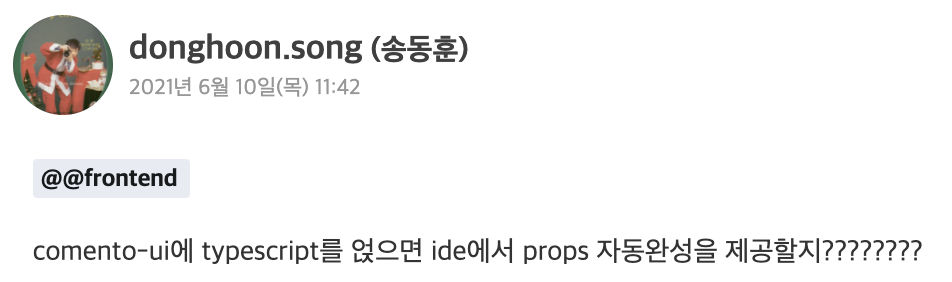 donghoon.song (송동훈)
2021년 6월 10일(목) 11:42
@@frontend
comento-ui에 typescript를 얹으면 ide에서 props 자동완성을 제공할지????????